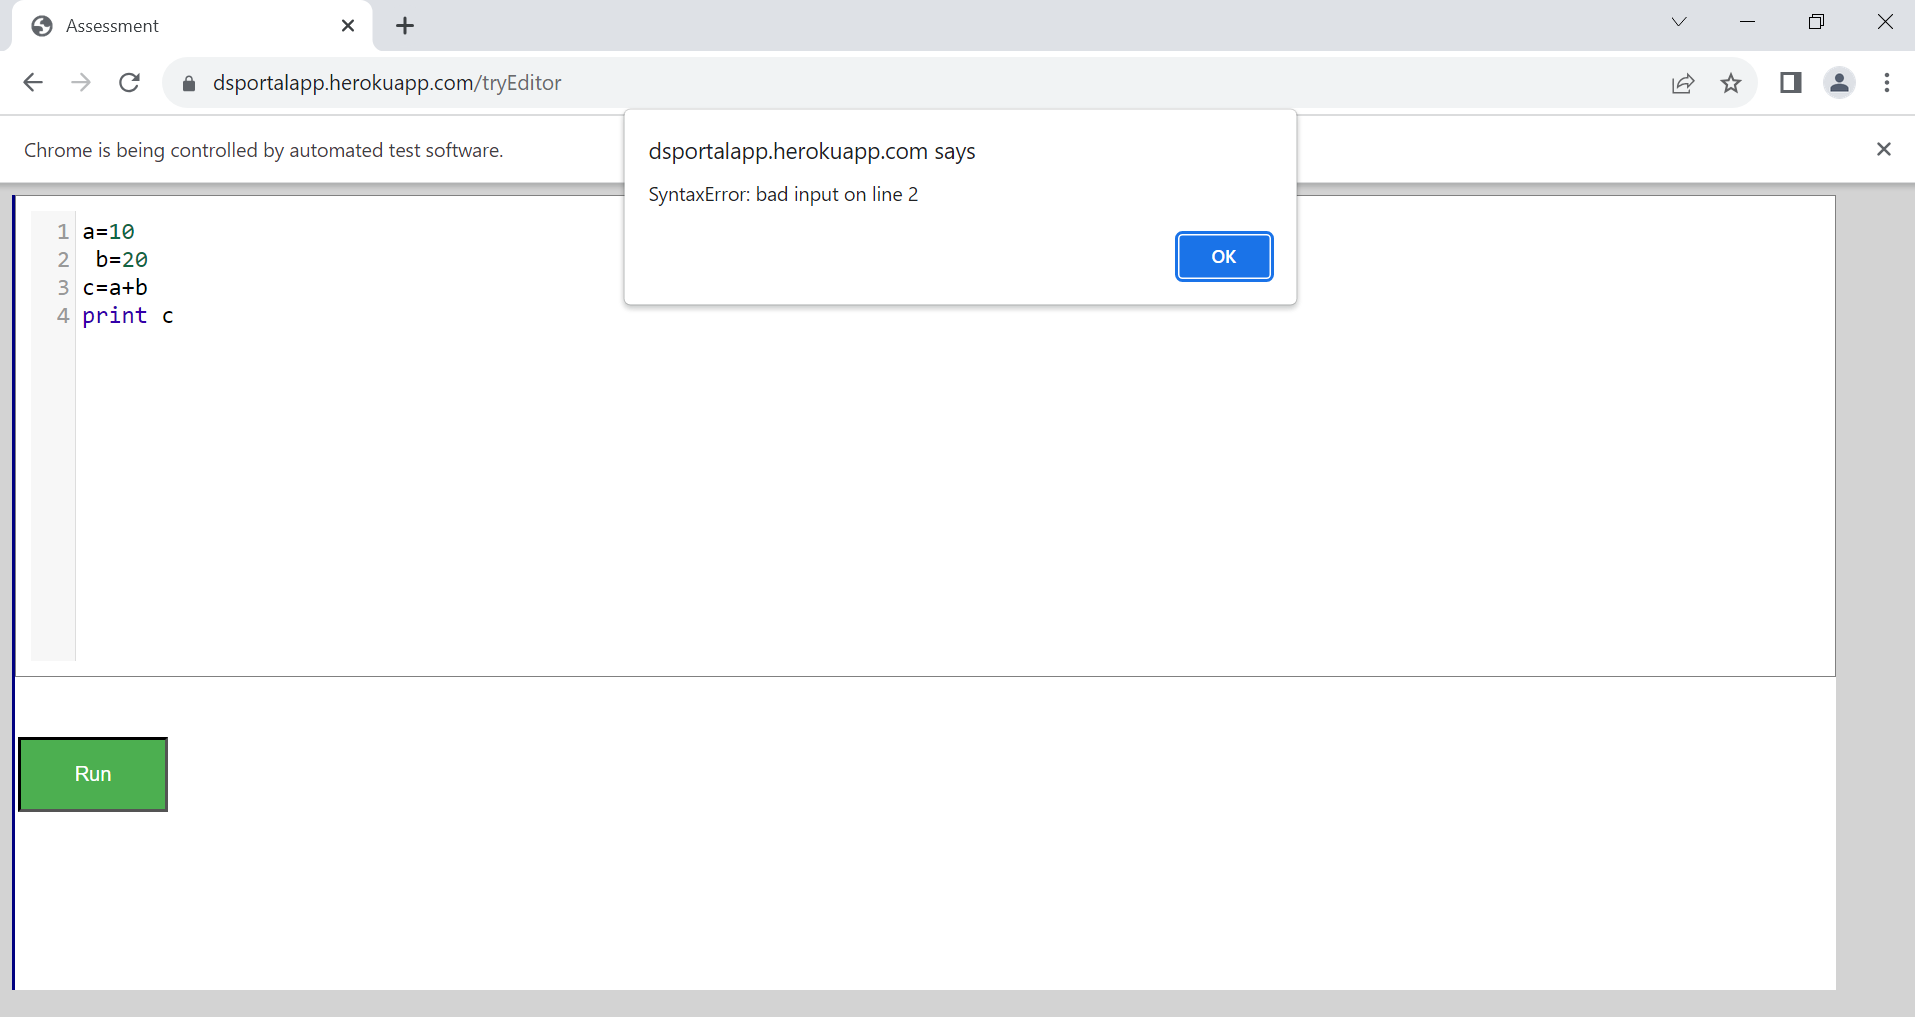 Assessment
dsportalapp.herokuapp.com/tryEditor
Chrome is being controlled by automated test software.
dsportalapp.herokuapp.com says
SyntaxError: bad input on line 2
OK
1 a=10
2  b=20
3 c=a+b
4 print c
Run